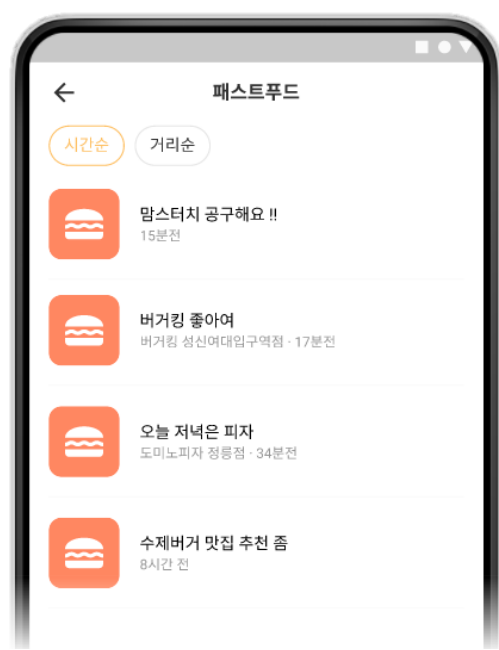 패스트푸드
시간순 거리순
맘스터치 공구해요 !!
15분전
버거킹 좋아여
버거킹 성신여대입구역점 · 17분전
오늘 저녁은 피자
도미노피자 정릉점 · 34분전
수제버거 맛집 추천 좀
8시간 전